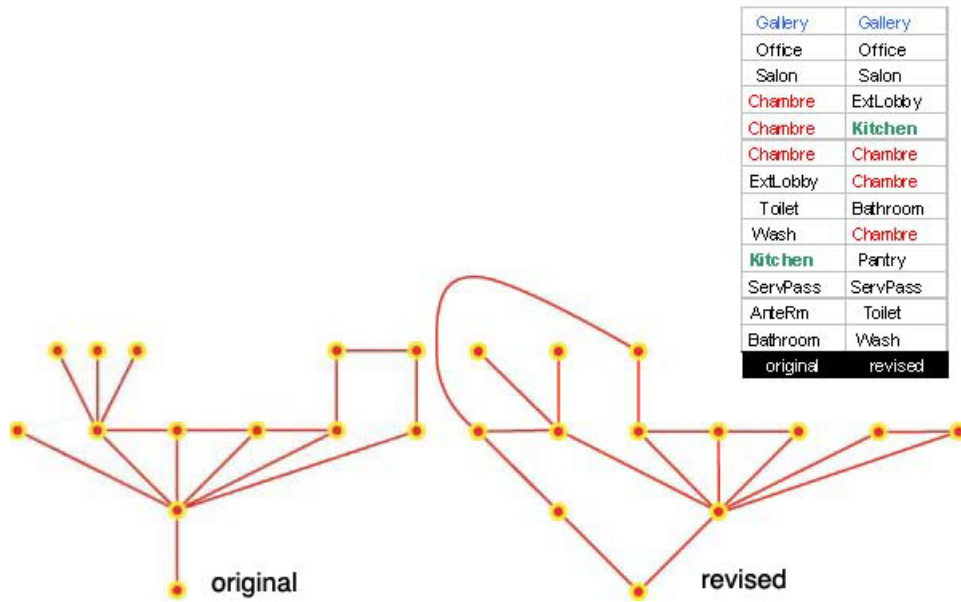 Gallery Gallery
Office Office
Salon Salon
Chambre ExtLobby
Chambre Kitchen
Chambre Chambre
ExtLobby Chambre
Toilet Bathroom
Wash Chambre
Kitchen Pantry
ServPass ServPass
AnteRm Toilet
Bathroom Wash
original revised
original
revised